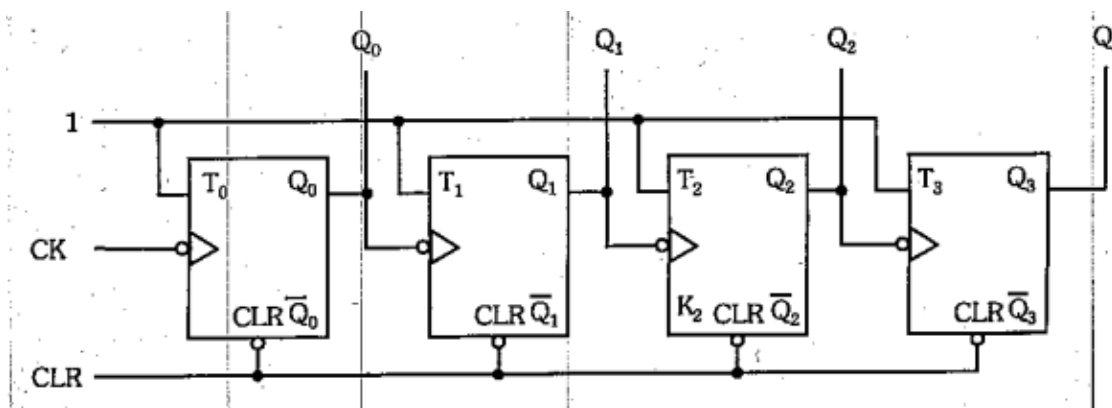 Q₀ Q₁ Q₂ Q
1
T₀ Q₀ T₁ Q₁ T₂ Q₂ T₃ Q₃
CK
K₂
CLR Q̅₀ CLR Q̅₁ CLR Q̅₂ CLR Q̅₃
CLR